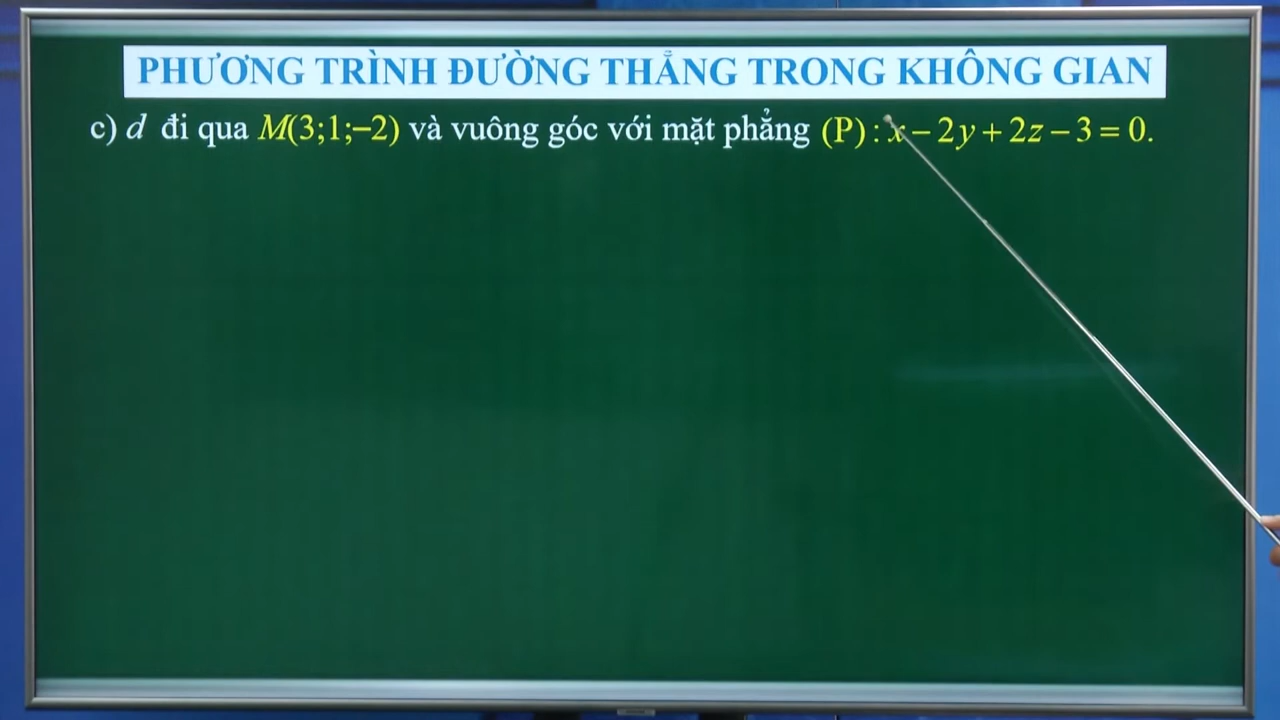 PHƯƠNG TRÌNH ĐƯỜNG THẲNG TRONG KHÔNG GIAN
c) d đi qua M(3;1;–2) và vuông góc với mặt phẳng (P) : x – 2y + 2z – 3 = 0.